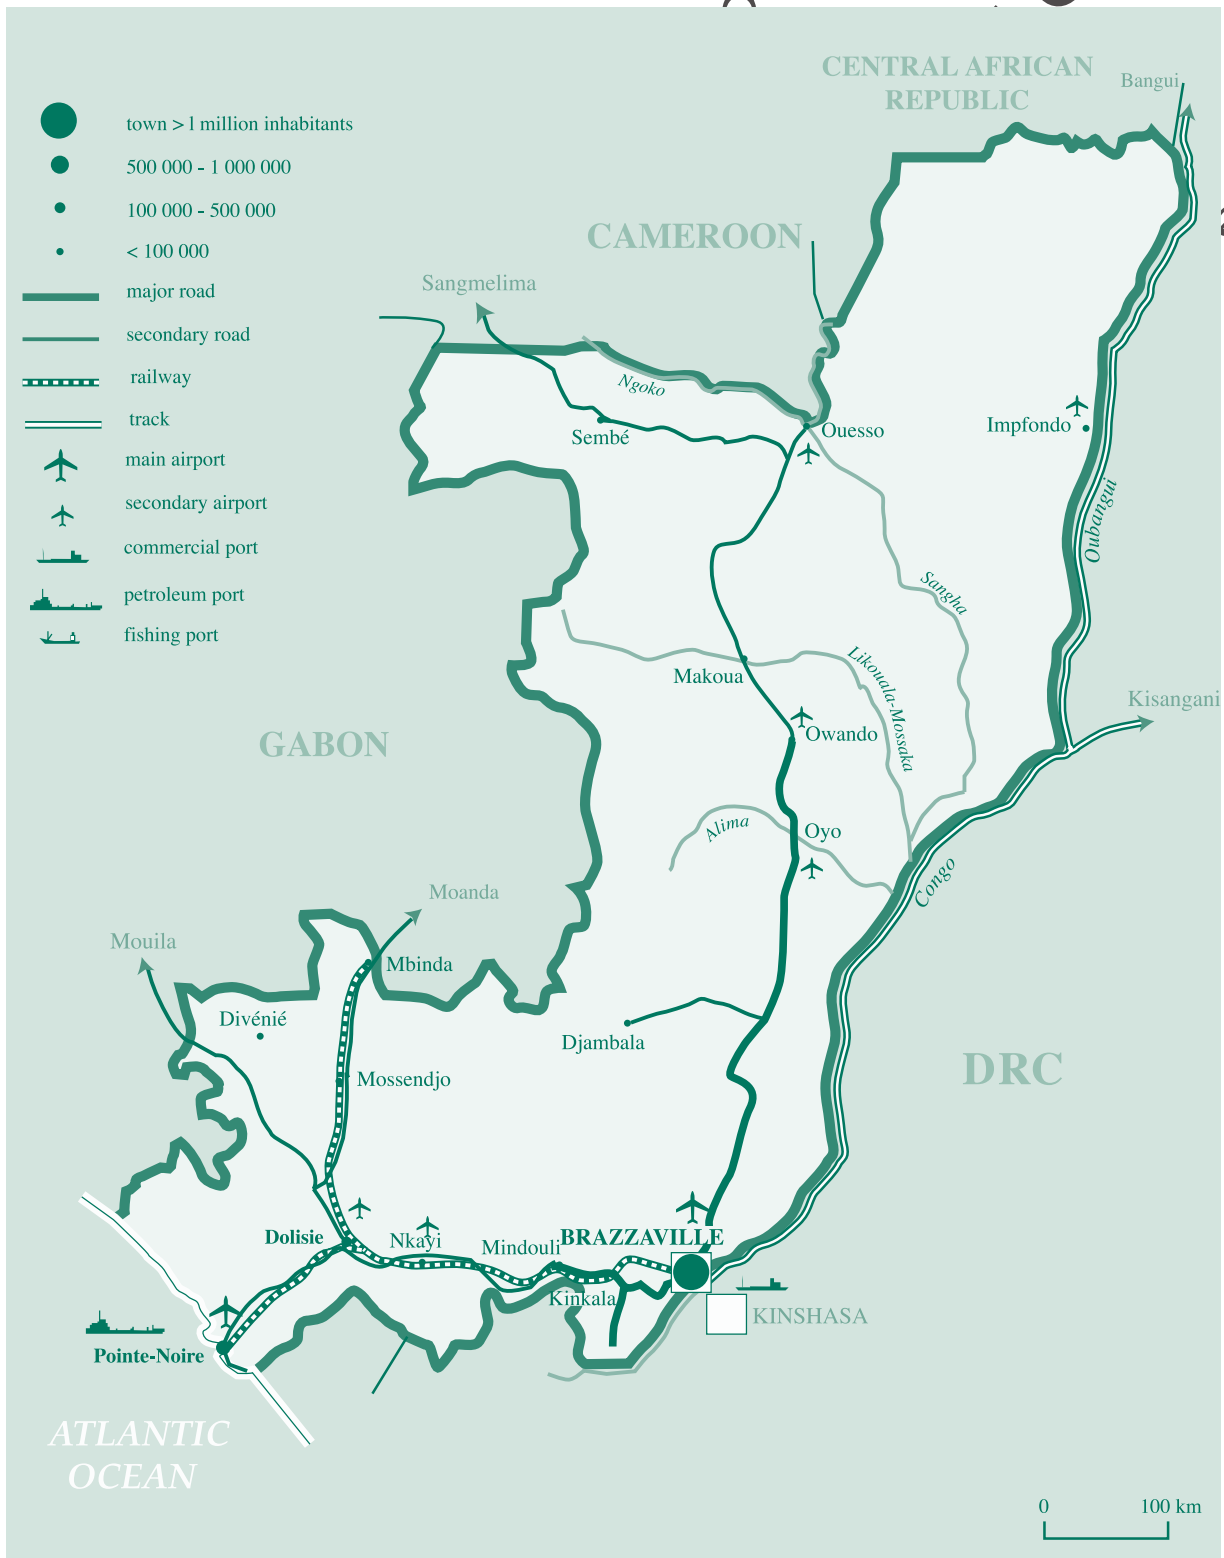 CENTRAL AFRICAN
REPUBLIC
Bangui
town > l million inhabitants
500 000 - 1 000 000
100 000 - 500 000
< 100 000
major road
secondary road
railway
track
main airport
secondary airport
commercial port
petroleum port
fishing port
CAMEROON
Sangmelima
Ngoko
Sembé
Ouesso
Impfondo
Oubangui
Sangha
Makoua
Likouala-Mossaka
Kisangani
Owando
GABON
Alima
Oyo
Congo
Moanda
Mouila
Mbinda
Divénié
Djambala
DRC
Mossendjo
Dolisie
Nkayi
Mindouli
BRAZZAVILLE
Kinkala
KINSHASA
Pointe-Noire
ATLANTIC
OCEAN
0 100 km